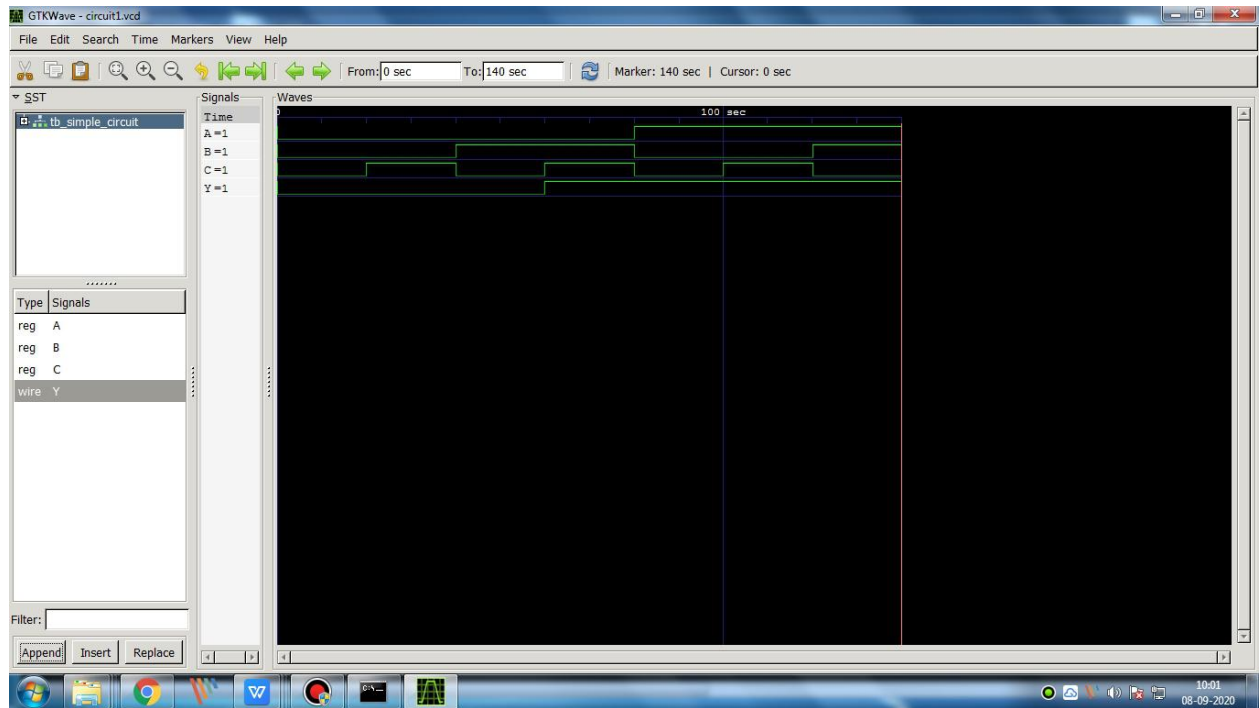 GTKWave - circuit1.vcd
File Edit Search Time Markers View Help
From: 0 sec To: 140 sec Marker: 140 sec | Cursor: 0 sec
SST
tb_simple_circuit
Type Signals
reg A
reg B
reg C
wire Y
Filter:
Append Insert Replace
Signals
Time
A =1
B =1
C =1
Y =1
Waves
0 100 sec
C:\_
W
10:01
08-09-2020